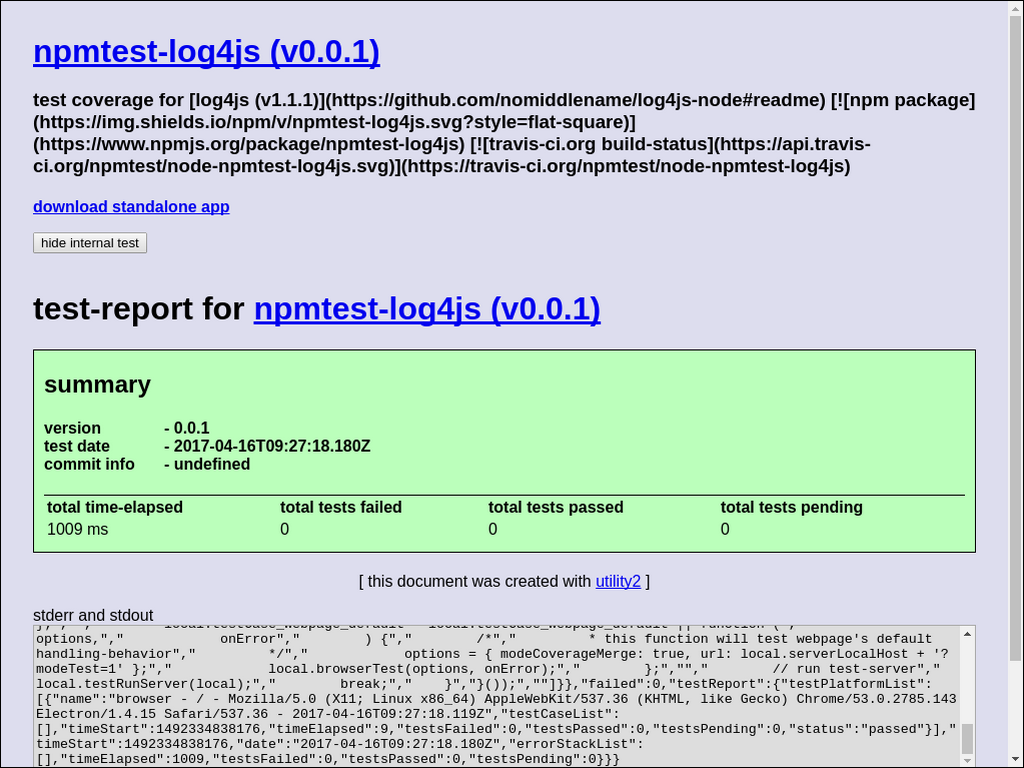 npmtest-log4js (v0.0.1)
test coverage for [log4js (v1.1.1)](https://github.com/nomiddlename/log4js-node#readme) [![npm package]
(https://img.shields.io/npm/v/npmtest-log4js.svg?style=flat-square)]
(https://www.npmjs.org/package/npmtest-log4js) [![travis-ci.org build-status](https://api.travis-
ci.org/npmtest/node-npmtest-log4js.svg)](https://travis-ci.org/npmtest/node-npmtest-log4js)
download standalone app
hide internal test
test-report for npmtest-log4js (v0.0.1)
summary
version - 0.0.1
test date - 2017-04-16T09:27:18.180Z
commit info - undefined
total time-elapsed total tests failed total tests passed total tests pending
1009 ms 0 0 0
[ this document was created with utility2 ]
stderr and stdout
options,","            onError","        ) {","        /*","         * this function will test webpage's default
handling-behavior","         */","            options = { modeCoverageMerge: true, url: local.serverLocalHost + '?
modeTest=1' };","            local.browserTest(options, onError);","        };","","        // run test-server","
local.testRunServer(local);","        break;","    }","}());",""]}},"failed":0,"testReport":{"testPlatformList":
[{"name":"browser - / - Mozilla/5.0 (X11; Linux x86_64) AppleWebKit/537.36 (KHTML, like Gecko) Chrome/53.0.2785.143
Electron/1.4.15 Safari/537.36 - 2017-04-16T09:27:18.119Z","testCaseList":
[],"timeStart":1492334838176,"timeElapsed":9,"testsFailed":0,"testsPassed":0,"testsPending":0,"status":"passed"}],"
timeStart":1492334838176,"date":"2017-04-16T09:27:18.180Z","errorStackList":
[],"timeElapsed":1009,"testsFailed":0,"testsPassed":0,"testsPending":0}}}